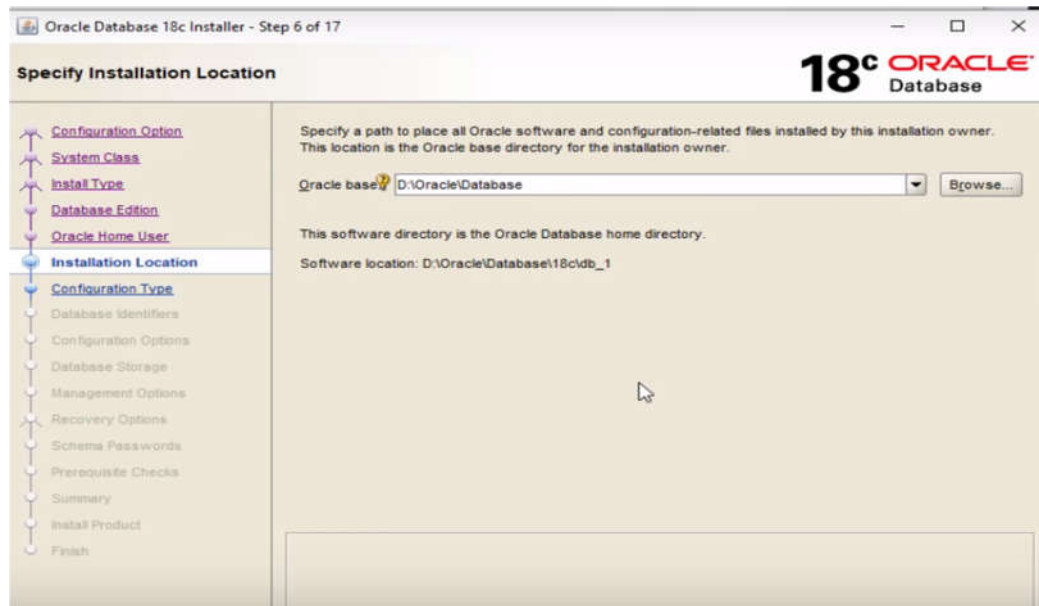 Oracle Database 18c Installer - Step 6 of 17
Specify Installation Location
18c ORACLE
Database
Configuration Option
System Class
Install Type
Database Edition
Oracle Home User
Installation Location
Configuration Type
Database Identifiers
Configuration Options
Database Storage
Management Options
Recovery Options
Schema Passwords
Prerequisite Checks
Summary
Install Product
Finish
Specify a path to place all Oracle software and configuration-related files installed by this installation owner.
This location is the Oracle base directory for the installation owner.
Oracle base D:\Oracle\Database Browse...
This software directory is the Oracle Database home directory.
Software location: D:\Oracle\Database\18c\db_1